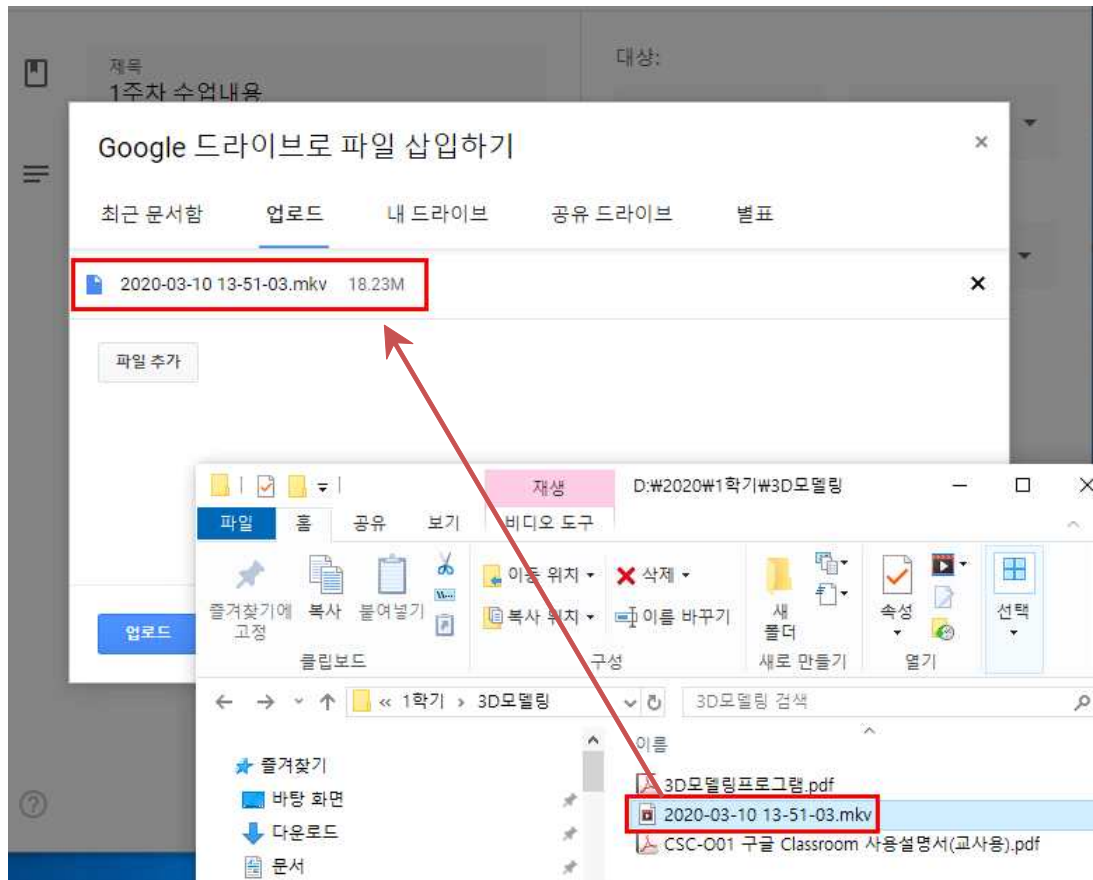 제목
1주차 수업내용
대상:
Google 드라이브로 파일 삽입하기
최근 문서함 업로드 내 드라이브 공유 드라이브 별표
2020-03-10 13-51-03.mkv 18.23M
파일 추가
업로드
재생 D:₩2020₩1학기₩3D모델링
파일 홈 공유 보기 비디오 도구
즐겨찾기에 고정 복사 붙여넣기
이동 위치 삭제
복사 위치 이름 바꾸기
새 폴더
속성
선택
클립보드 구성 새로 만들기 열기
« 1학기 › 3D모델링 3D모델링 검색
이름
즐겨찾기
바탕 화면
다운로드
문서
3D모델링프로그램.pdf
2020-03-10 13-51-03.mkv
CSC-O01 구글 Classroom 사용설명서(교사용).pdf